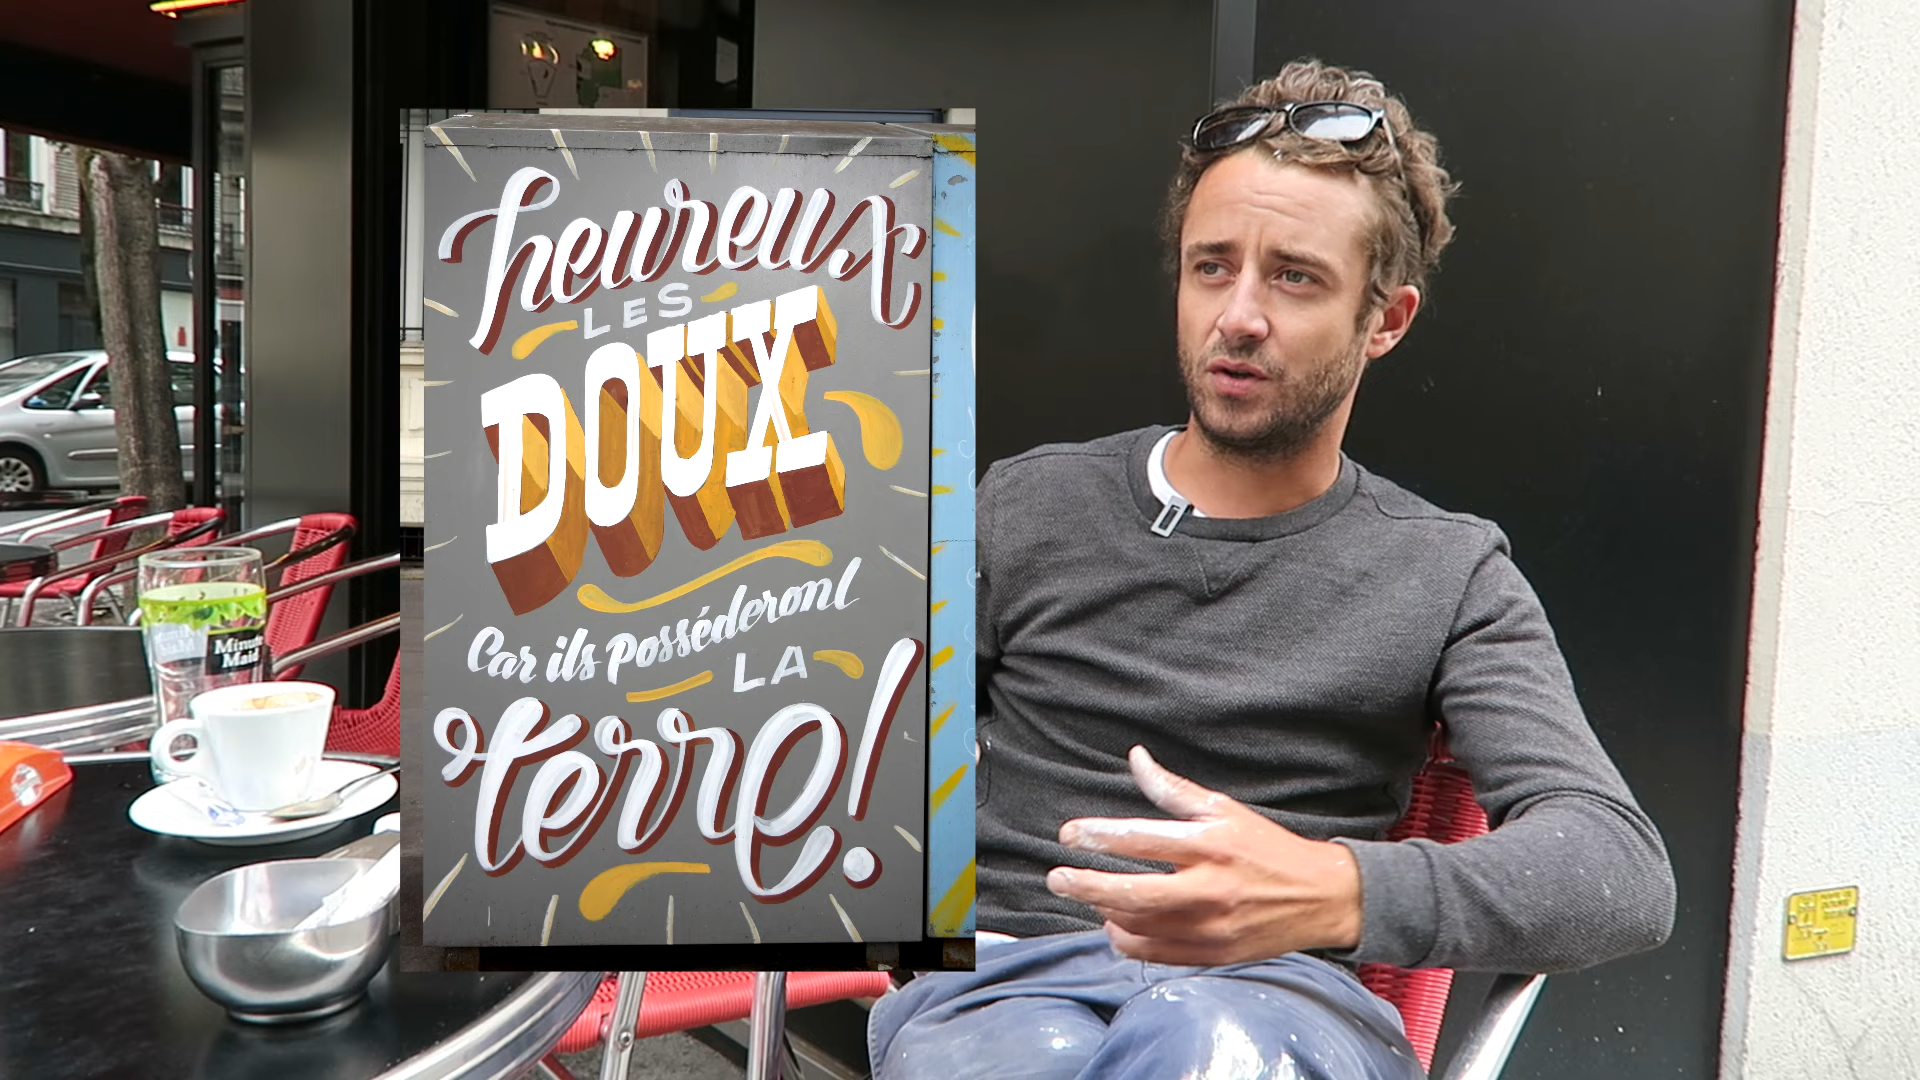 heureux
LES
DOUX
Car ils posséderont
LA
terre!
Minute
Maid